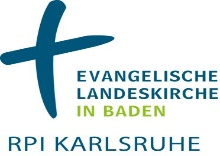 EVANGELISCHE
LANDESKIRCHE
IN BADEN
RPI KARLSRUHE